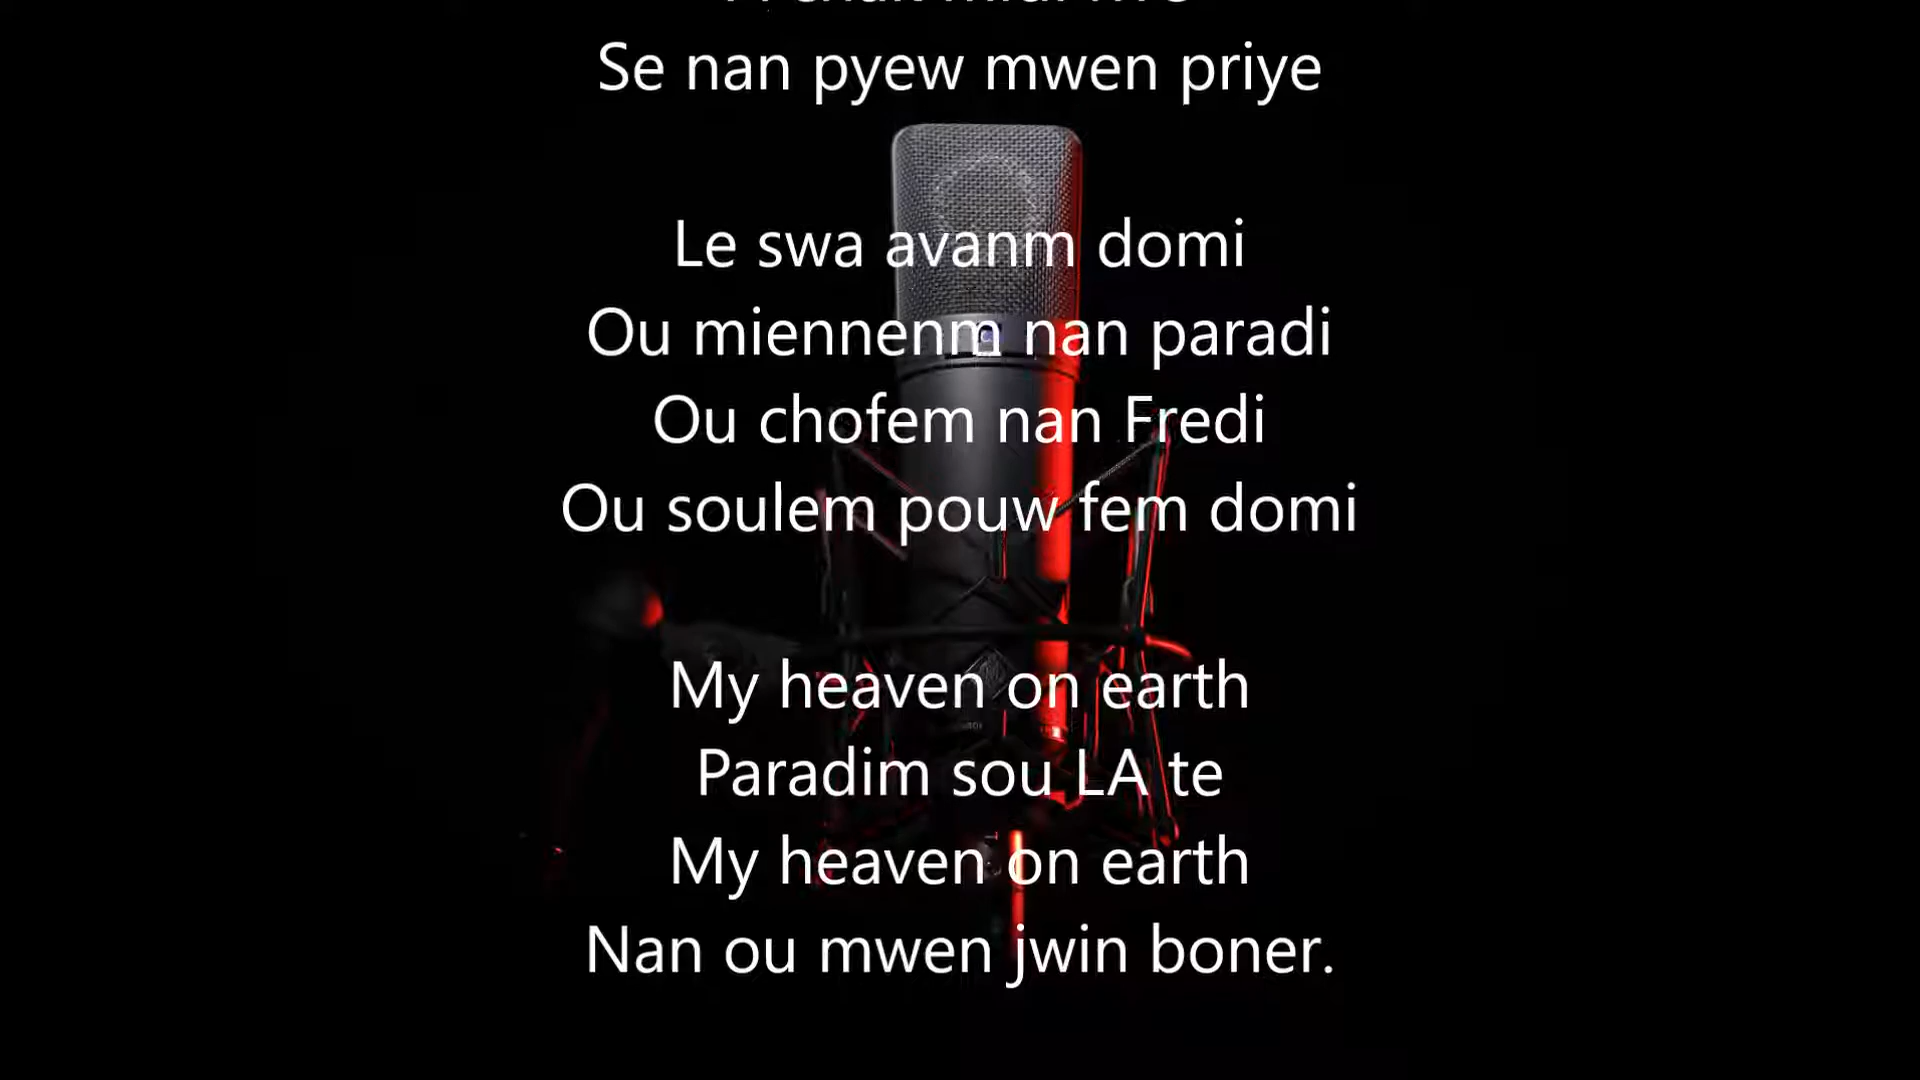 Se nan pyew mwen priye
Le swa avanm domi
Ou miennenm nan paradi
Ou chofem nan Fredi
Ou soulem pouw fem domi
My heaven on earth
Paradim sou LA te
My heaven on earth
Nan ou mwen jwin boner.